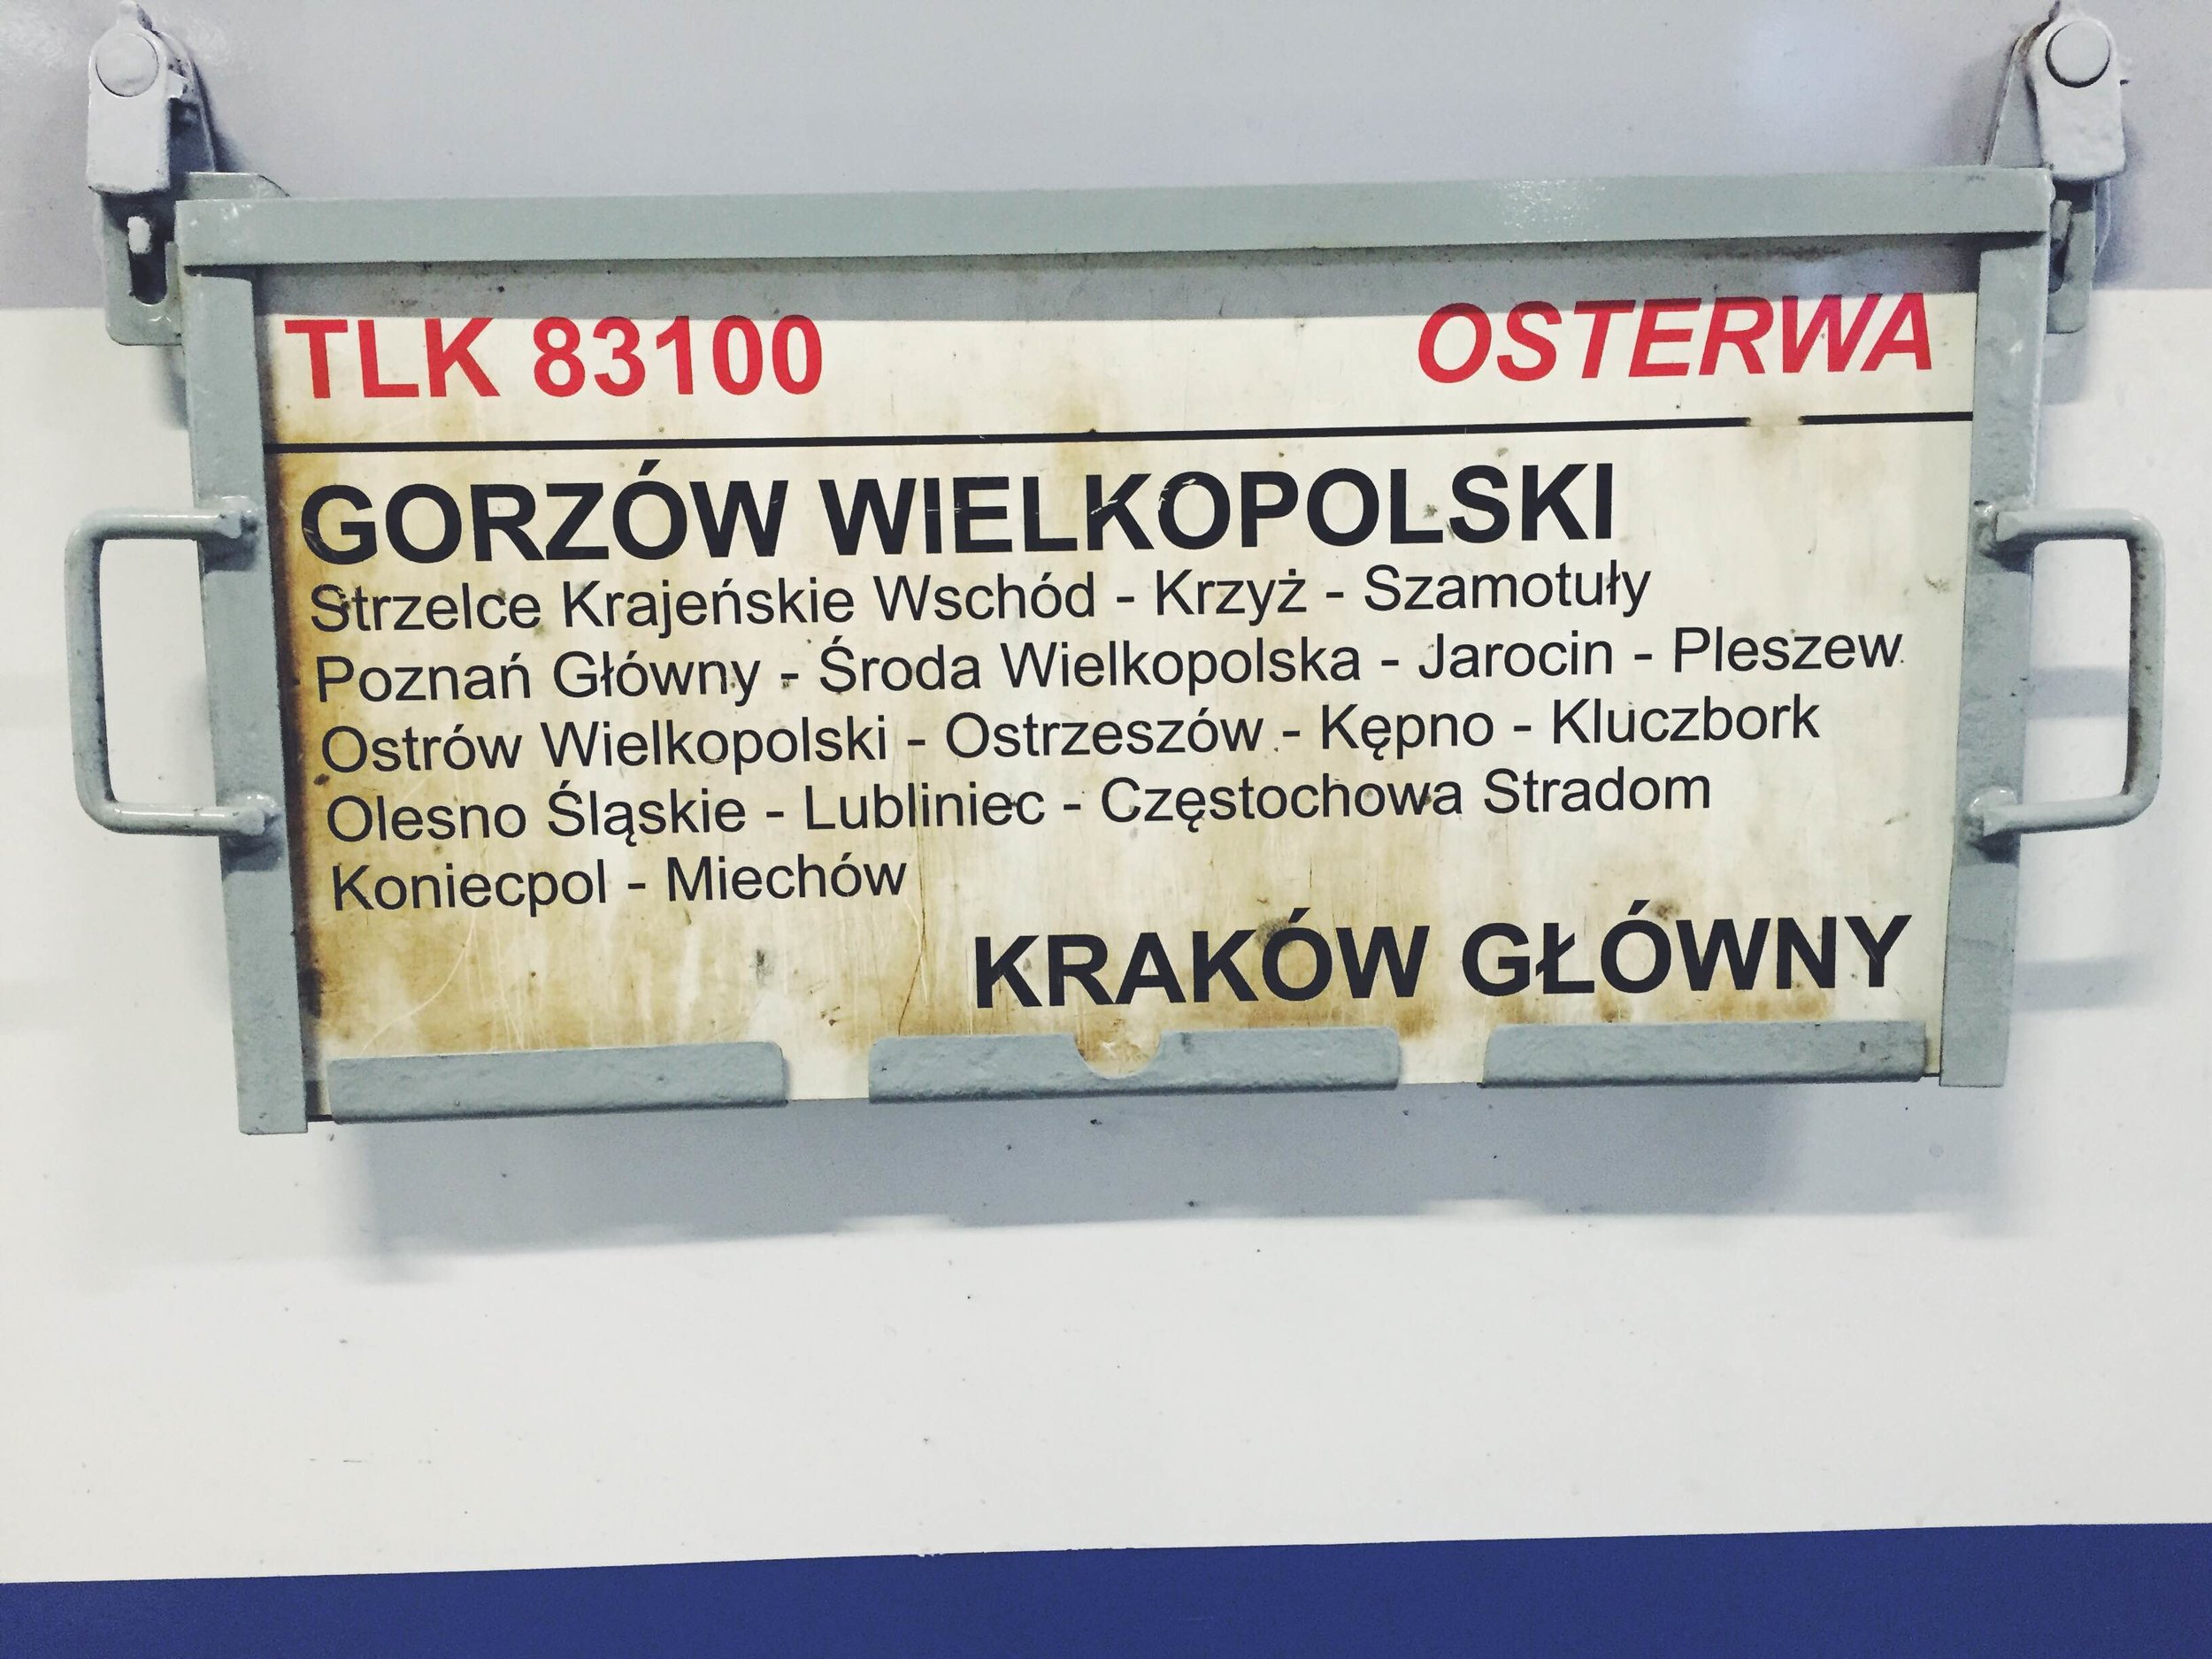 TLK 83100 OSTERWA
GORZÓW WIELKOPOLSKI
Strzelce Krajeńskie Wschód - Krzyż - Szamotuły
Poznań Główny - Środa Wielkopolska - Jarocin - Pleszew
Ostrów Wielkopolski - Ostrzeszów - Kępno - Kluczbork
Olesno Śląskie - Lubliniec - Częstochowa Stradom
Koniecpol - Miechów
KRAKÓW GŁÓWNY